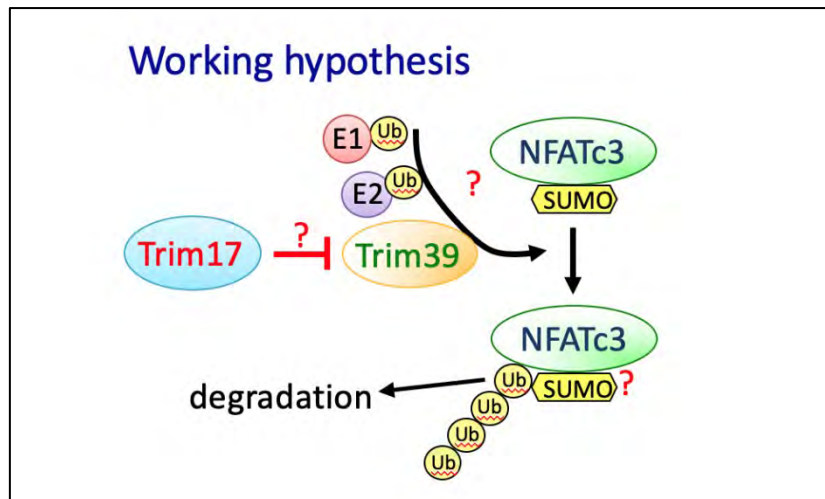 Working hypothesis
E1 Ub
E2 Ub
?
NFATc3
SUMO
Trim17
?
Trim39
NFATc3
Ub SUMO ?
degradation
Ub
Ub
Ub